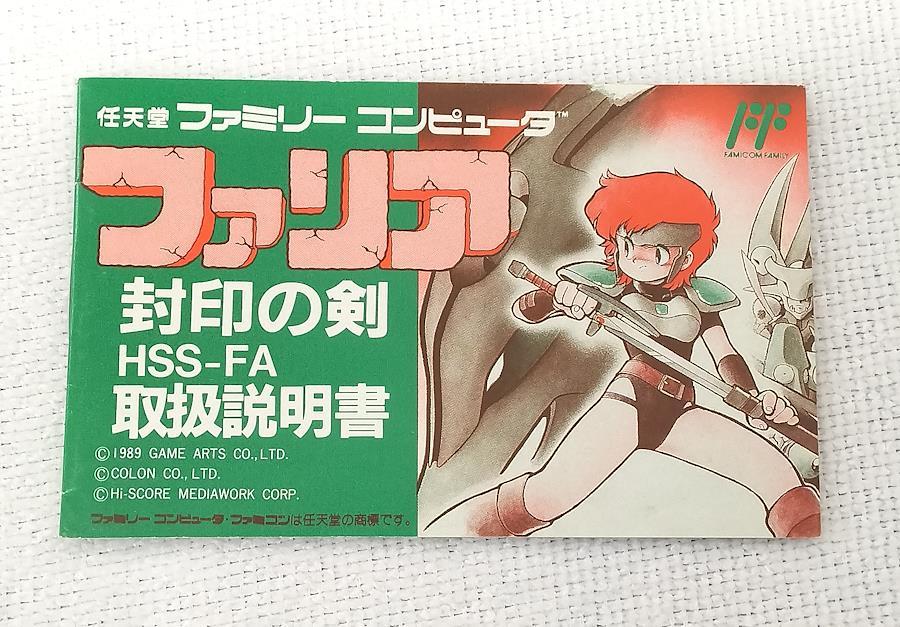 任天堂 ファミリー コンピュータ™
ファリア
封印の剣
HSS-FA
取扱説明書
©1989 GAME ARTS CO.,LTD.
©COLON CO., LTD.
©Hi-SCORE MEDIAWORK CORP.
ファミリー コンピュータ・ファミコンは任天堂の商標です。
FF
FAMICOM FAMILY